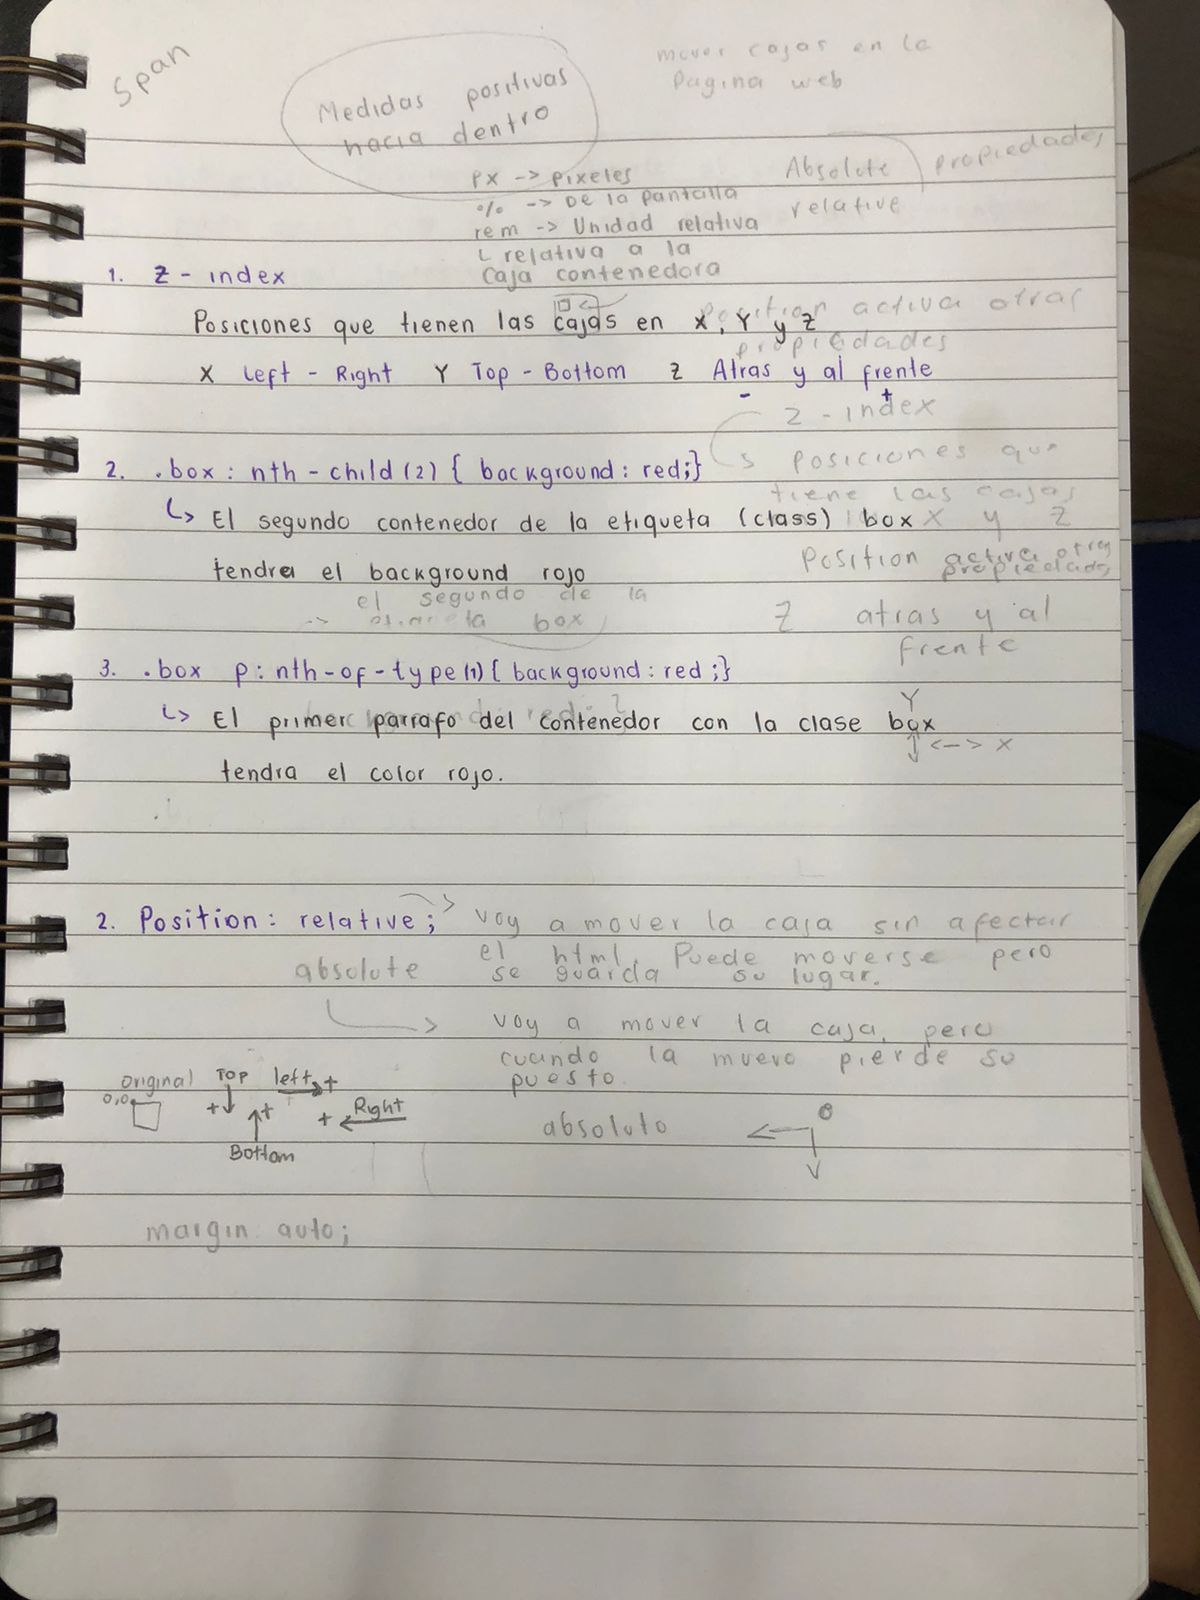 Span
Medidas positivas
hacia dentro
mover cajas en la
Pagina web
px -> pixeles
% -> De la pantalla
rem -> Unidad relativa
relativa a la
caja contenedora
Absolute
relative
propiedades
1. Z - index
Posiciones que tienen las cajas en X, Y y Z
Position activa otras
propiedades
X Left - Right Y Top - Bottom Z Atras y al frente
- +
Z - index
posiciones que
tiene las cajas
X y Z
2. .box : nth - child (2) { background : red;}
↳ El segundo contenedor de la etiqueta (class) box
tendra el background rojo
el segundo de la
-> box
Position activa otras
propiedades
Z atras y al
frente
3. .box p : nth - of - type (1) { background : red ;}
↳ El primer parrafo del contenedor con la clase box
tendra el color rojo.
Y
<-> X
2. Position : relative ; -> Voy a mover la caja sin afectar
el html. Puede moverse pero
se guarda su lugar.
absolute
-> Voy a mover la caja, pero
cuando la muevo pierde su
puesto.
original Top left +
0,0 + + + Right
Bottom
absoluto 0
margin: auto;